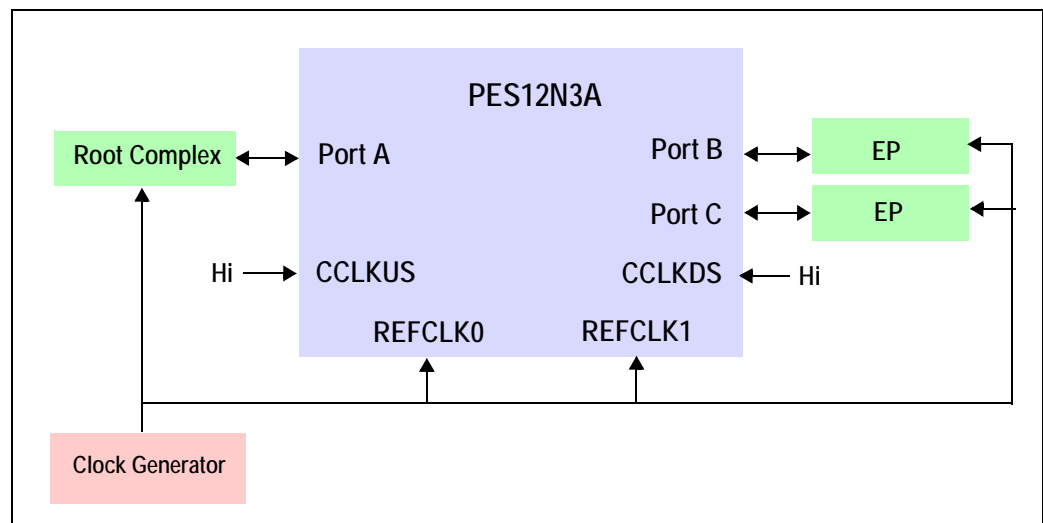 PES12N3A
Root Complex
Port A
Port B
EP
Port C
EP
Hi
CCLKUS
CCLKDS
Hi
REFCLK0
REFCLK1
Clock Generator